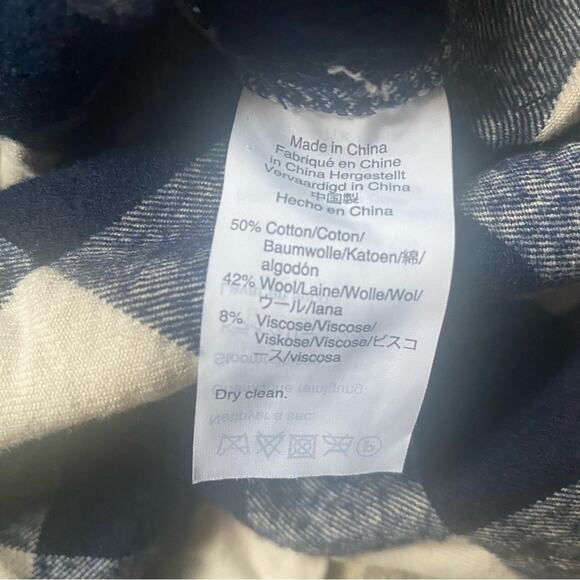 Made in China
Fabriqué en Chine
in China Hergestellt
Vervaardigd in China
中国製
Hecho en China
50% Cotton/Coton/
Baumwolle/Katoen/綿/
algodón
42% Wool/Laine/Wolle/Wol/
ウール/lana
8% Viscose/Viscose/
Viskose/Viscose/ビスコ
ース/viscosa
Dry clean.
Nettoyer à sec.